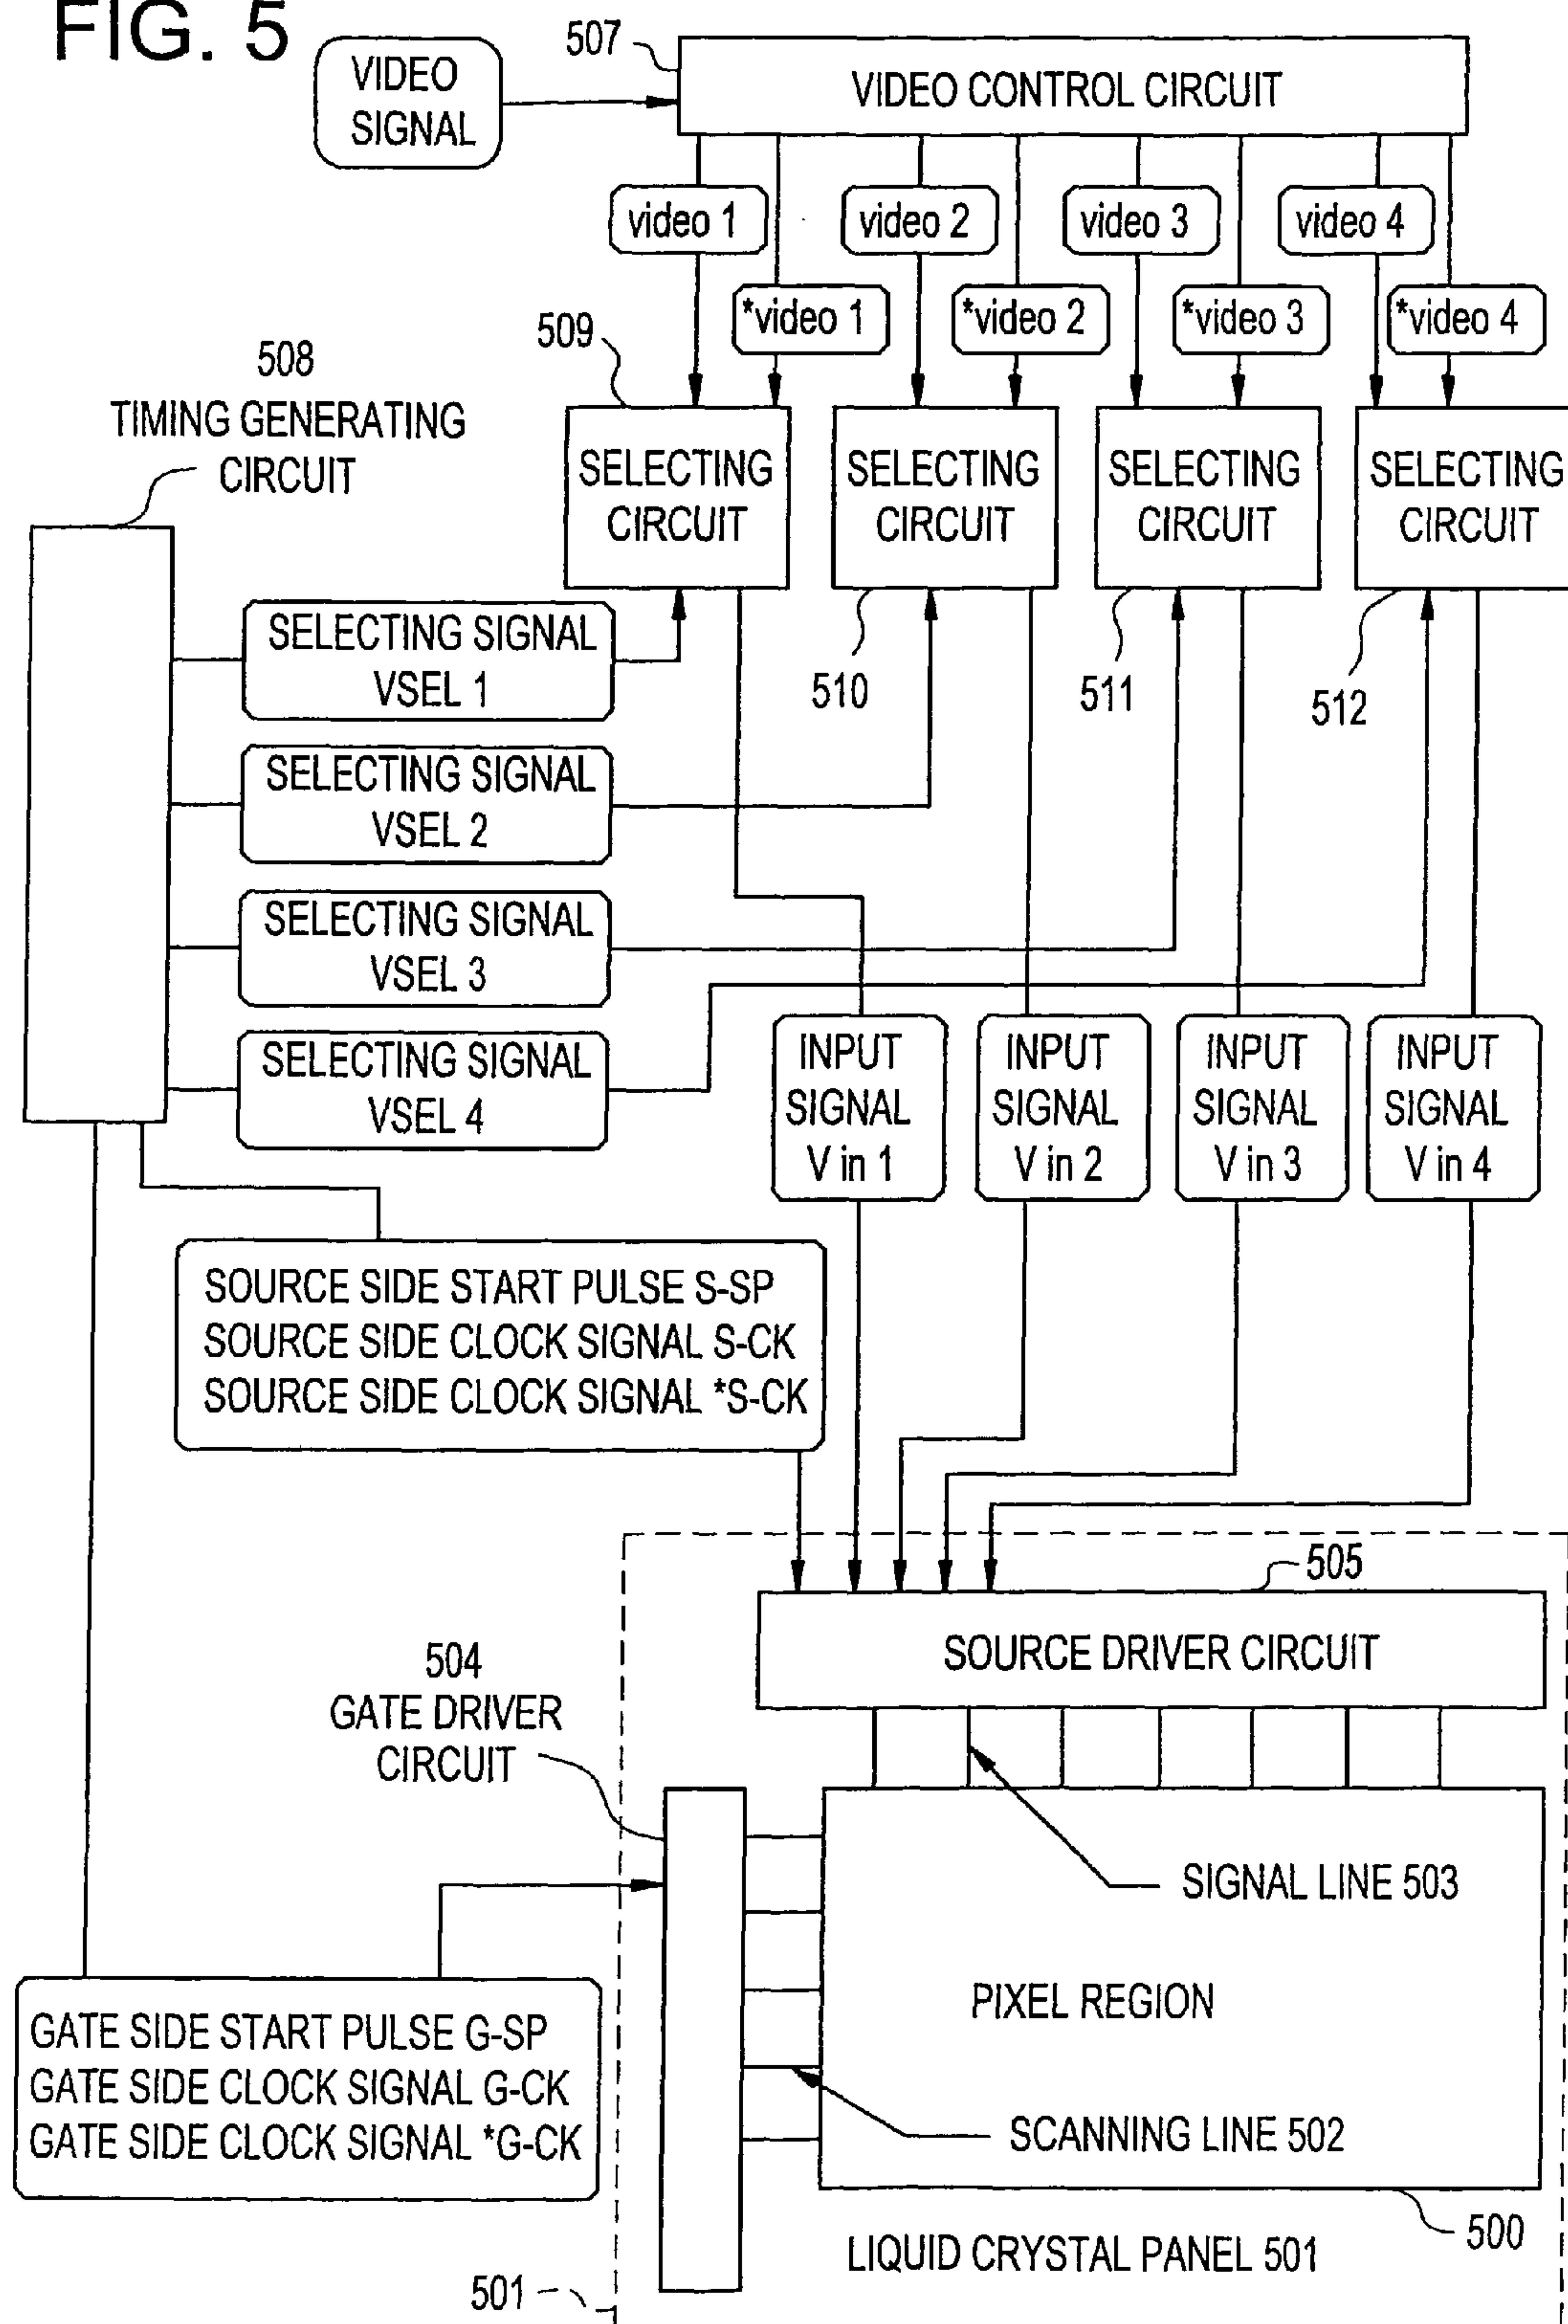 FIG. 5
VIDEO
SIGNAL
507
VIDEO CONTROL CIRCUIT
video 1
video 2
video 3
video 4
*video 1
*video 2
*video 3
*video 4
508
TIMING GENERATING
CIRCUIT
509
SELECTING
CIRCUIT
SELECTING
CIRCUIT
SELECTING
CIRCUIT
SELECTING
CIRCUIT
510
511
512
SELECTING SIGNAL
VSEL 1
SELECTING SIGNAL
VSEL 2
SELECTING SIGNAL
VSEL 3
SELECTING SIGNAL
VSEL 4
INPUT
SIGNAL
V in 1
INPUT
SIGNAL
V in 2
INPUT
SIGNAL
V in 3
INPUT
SIGNAL
V in 4
SOURCE SIDE START PULSE S-SP
SOURCE SIDE CLOCK SIGNAL S-CK
SOURCE SIDE CLOCK SIGNAL *S-CK
505
SOURCE DRIVER CIRCUIT
504
GATE DRIVER
CIRCUIT
SIGNAL LINE 503
PIXEL REGION
GATE SIDE START PULSE G-SP
GATE SIDE CLOCK SIGNAL G-CK
GATE SIDE CLOCK SIGNAL *G-CK
SCANNING LINE 502
500
LIQUID CRYSTAL PANEL 501
501